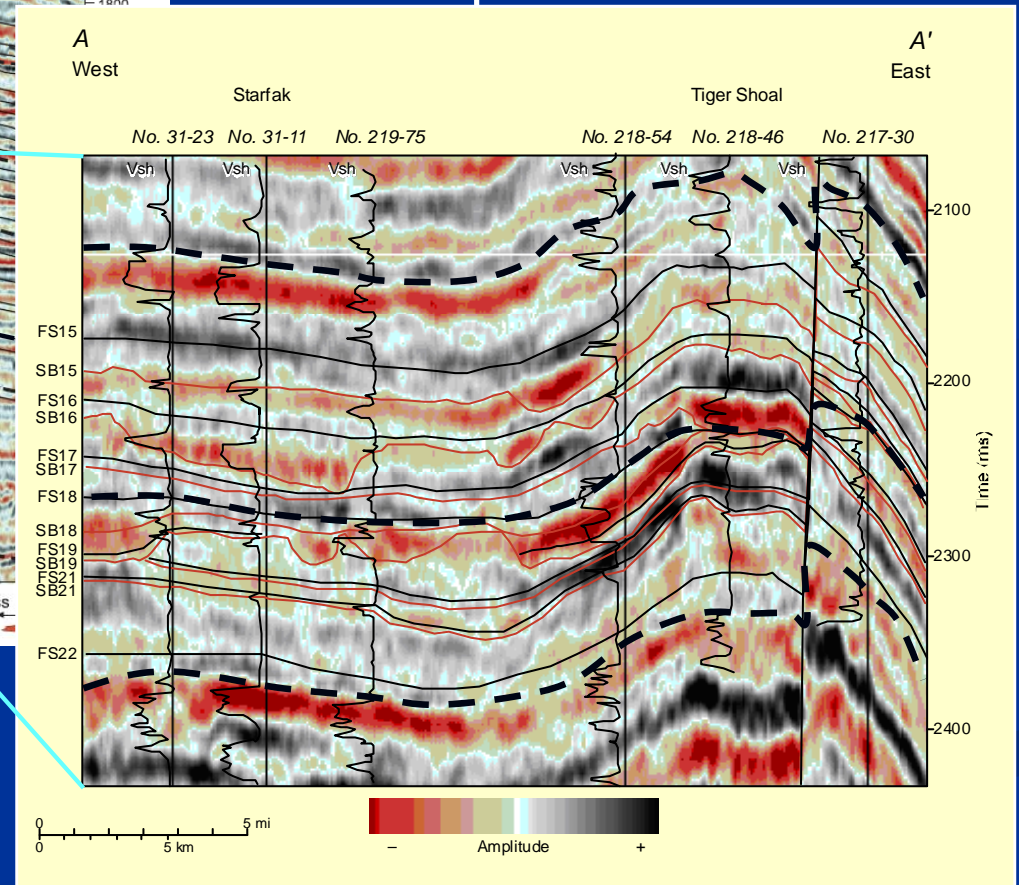 1800
A
A'
West
East
Starfak
Tiger Shoal
No. 31-23
No. 31-11
No. 219-75
No. 218-54
No. 218-46
No. 217-30
Vsh
Vsh
Vsh
Vsh
Vsh
Vsh
2100
2200
2300
2400
Time (ms)
FS15
SB15
FS16
SB16
FS17
SB17
FS18
SB18
FS19
SB19
FS21
SB21
FS22
0
5 mi
0
5 km
–
Amplitude
+